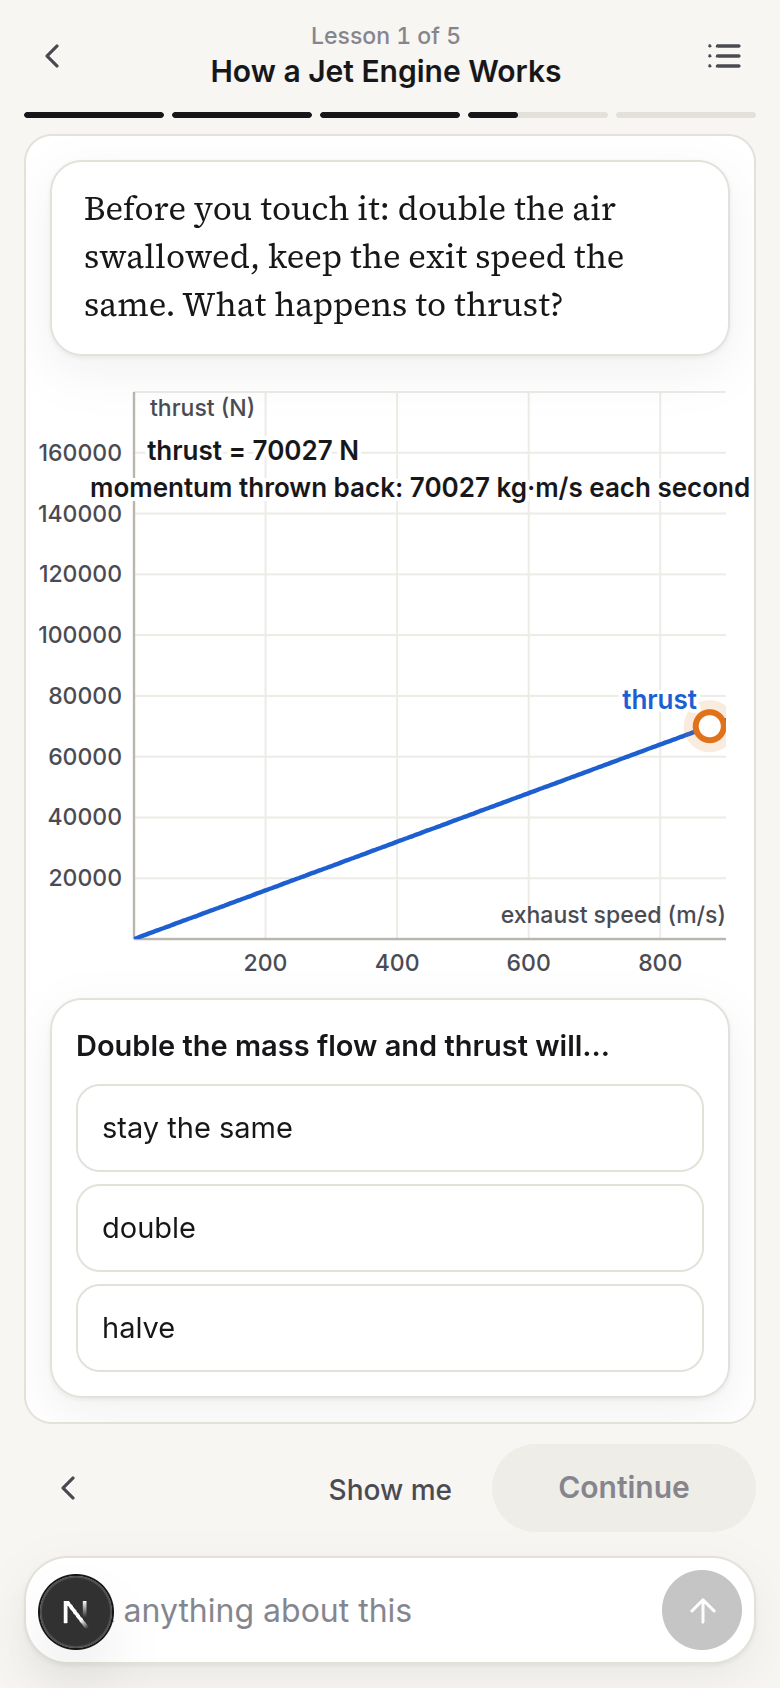 Lesson 1 of 5
How a Jet Engine Works
Before you touch it: double the air
swallowed, keep the exit speed the
same. What happens to thrust?
thrust (N)
thrust = 70027 N
momentum thrown back: 70027 kg·m/s each second
160000
140000
120000
100000
80000
60000
40000
20000
thrust
exhaust speed (m/s)
200 400 600 800
Double the mass flow and thrust will...
stay the same
double
halve
Show me
Continue
N anything about this